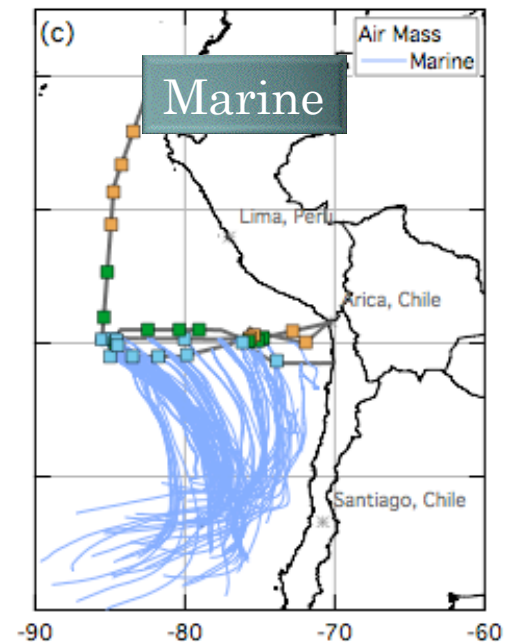 (c)
Air Mass
Marine
Marine
Lima, Peru
Arica, Chile
Santiago, Chile
-90
-80
-70
-60